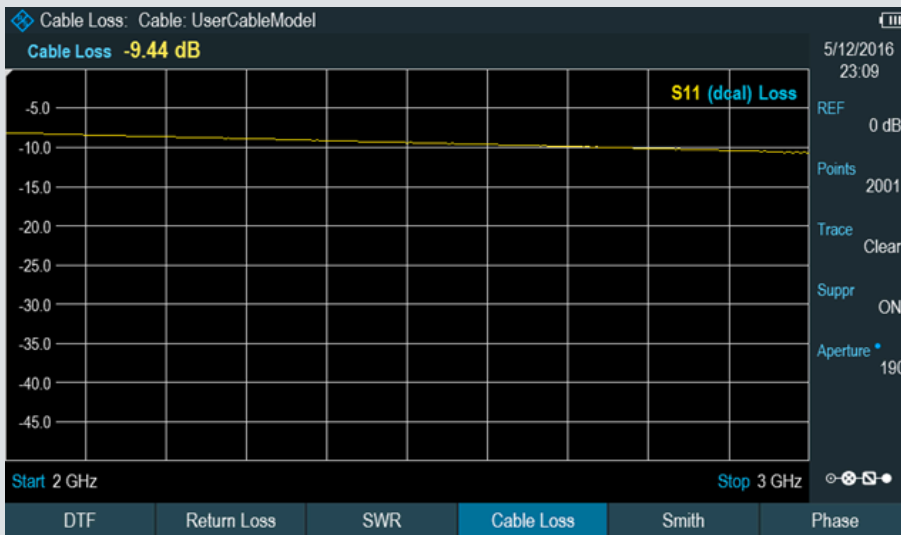 Cable Loss: Cable: UserCableModel
Cable Loss -9.44 dB
5/12/2016
23:09
S11 (dcal) Loss
-5.0
-10.0
-15.0
-20.0
-25.0
-30.0
-35.0
-40.0
-45.0
REF
0 dB
Points
2001
Trace
Clear
Suppr
ON
Aperture
190
Start 2 GHz
Stop 3 GHz
DTF
Return Loss
SWR
Cable Loss
Smith
Phase